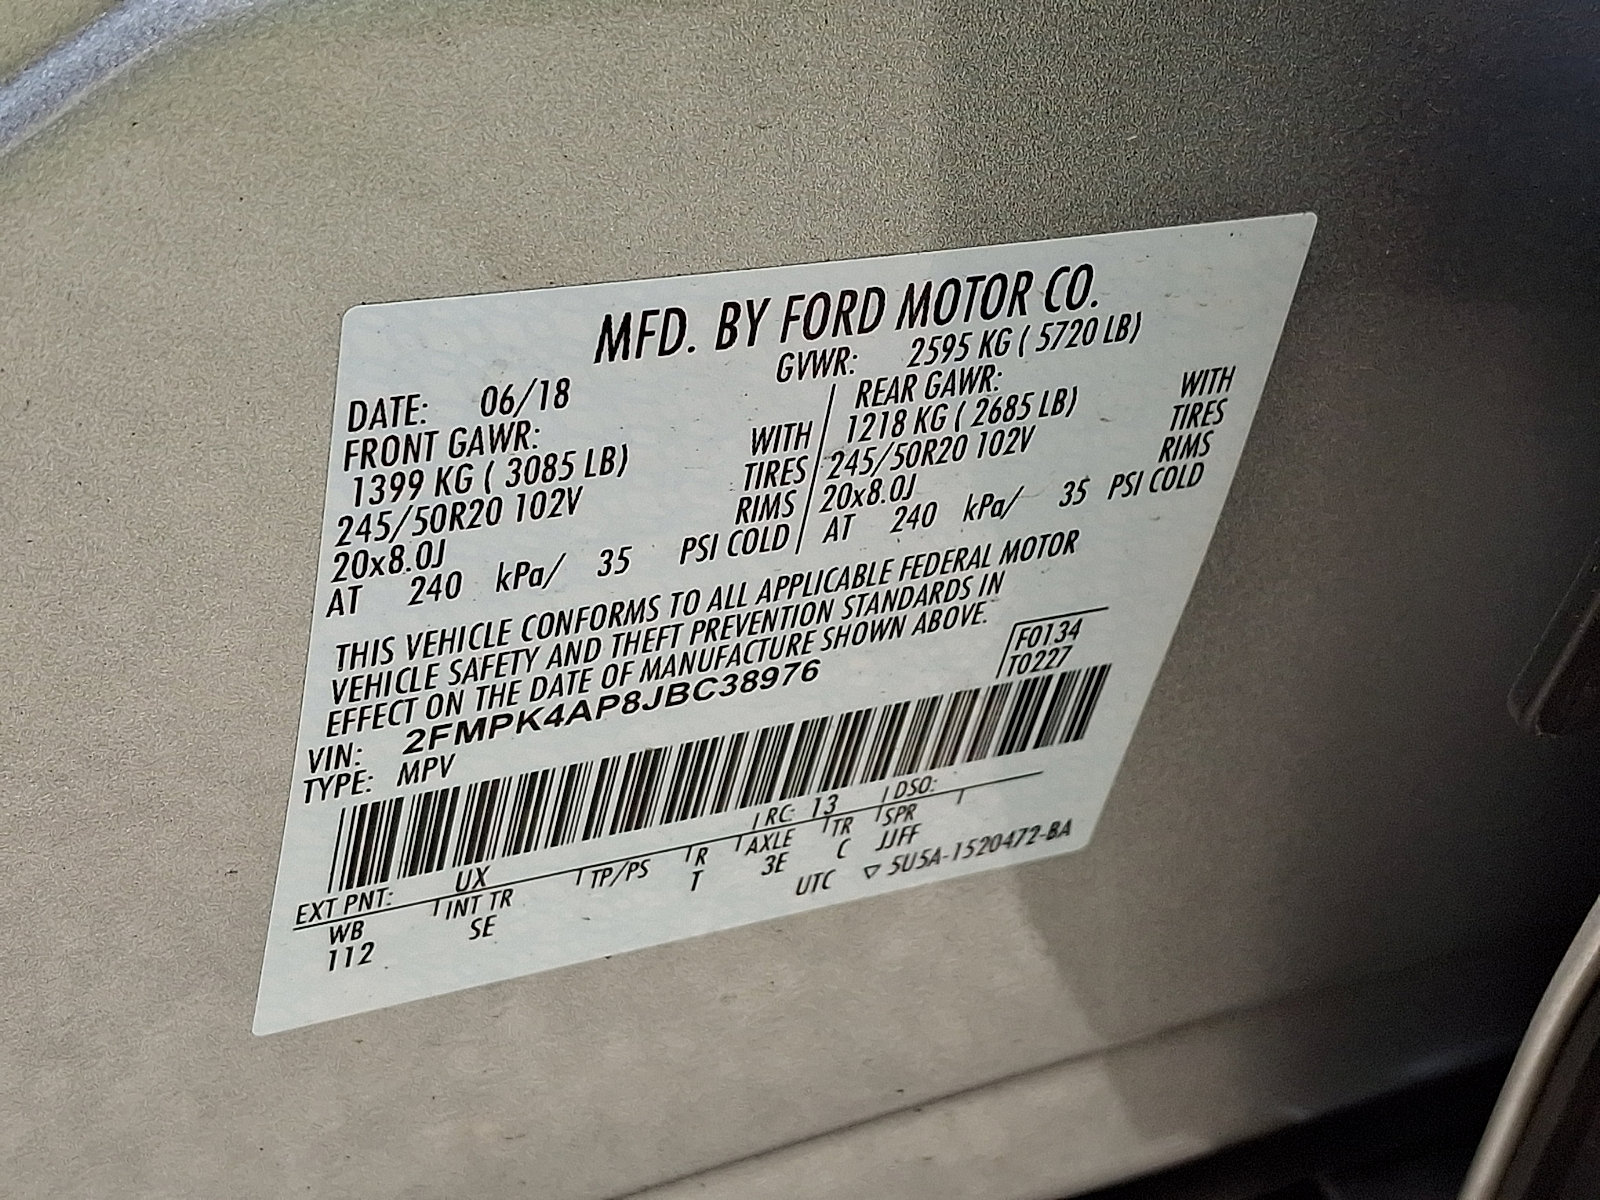 MFD. BY FORD MOTOR CO.
DATE: 06/18 GVWR: 2595 KG ( 5720 LB)
FRONT GAWR: REAR GAWR:
1399 KG ( 3085 LB) WITH 1218 KG ( 2685 LB) WITH
245/50R20 102V TIRES 245/50R20 102V TIRES
20x8.0J RIMS 20x8.0J RIMS
AT 240 kPa/ 35 PSI COLD AT 240 kPa/ 35 PSI COLD
THIS VEHICLE CONFORMS TO ALL APPLICABLE FEDERAL MOTOR
VEHICLE SAFETY AND THEFT PREVENTION STANDARDS IN
EFFECT ON THE DATE OF MANUFACTURE SHOWN ABOVE.
F0134
T0227
VIN: 2FMPK4AP8JBC38976
TYPE: MPV
EXT PNT: UX RC: 13 DSO:
WB INT TR TP/PS R AXLE TR SPR
112 SE T 3E C JJFF
UTC ▽ 5U5A-1520472-BA